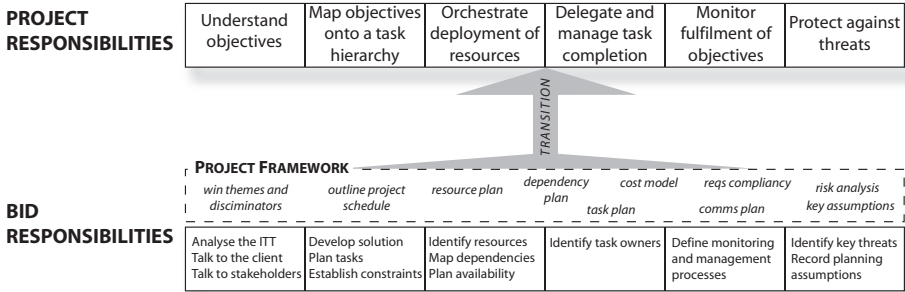 PROJECT
RESPONSIBILITIES
Understand
objectives
Map objectives
onto a task
hierarchy
Orchestrate
deployment of
resources
Delegate and
manage task
completion
Monitor
fulfilment of
objectives
Protect against
threats
TRANSITION
PROJECT FRAMEWORK
win themes and
discriminators
outline project
schedule
resource plan
dependency
plan
cost model
task plan
reqs compliancy
comms plan
risk analysis
key assumptions
BID
RESPONSIBILITIES
Analyse the ITT
Talk to the client
Talk to stakeholders
Develop solution
Plan tasks
Establish constraints
Identify resources
Map dependencies
Plan availability
Identify task owners
Define monitoring
and management
processes
Identify key threats
Record planning
assumptions